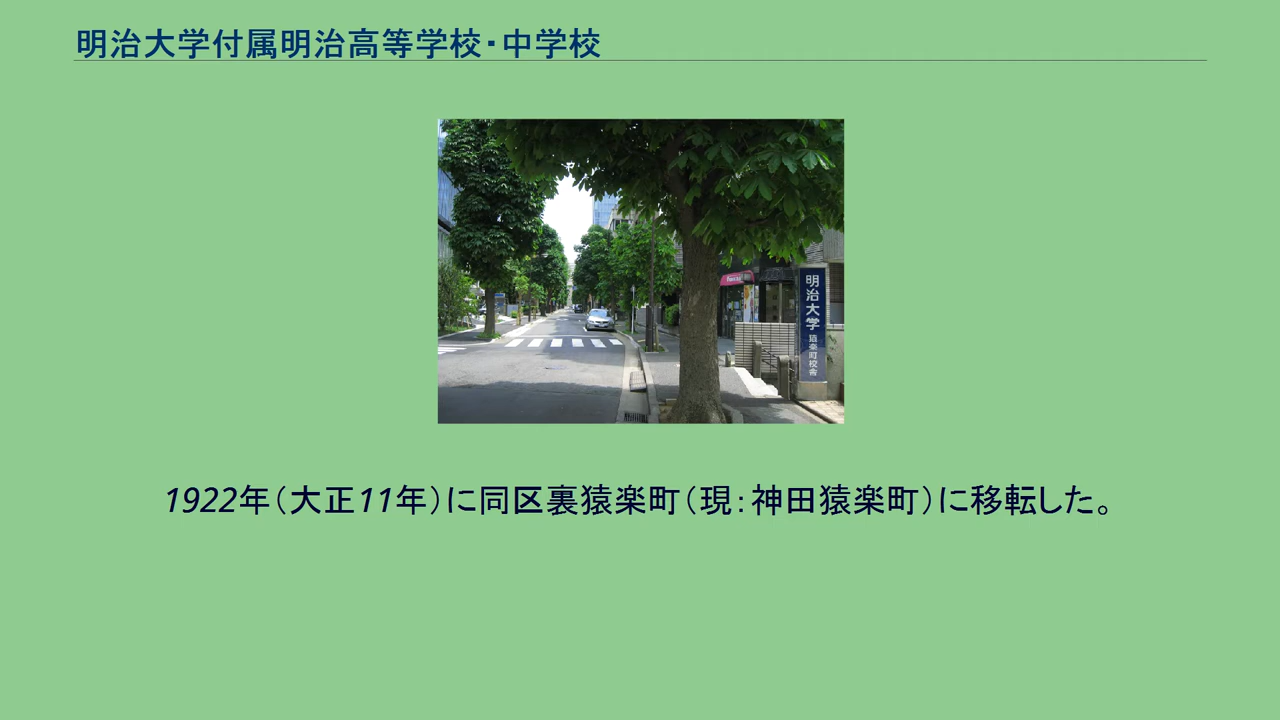 明治大学付属明治高等学校・中学校
明治大学 猿楽町校舎
1922年（大正11年）に同区裏猿楽町（現：神田猿楽町）に移転した。